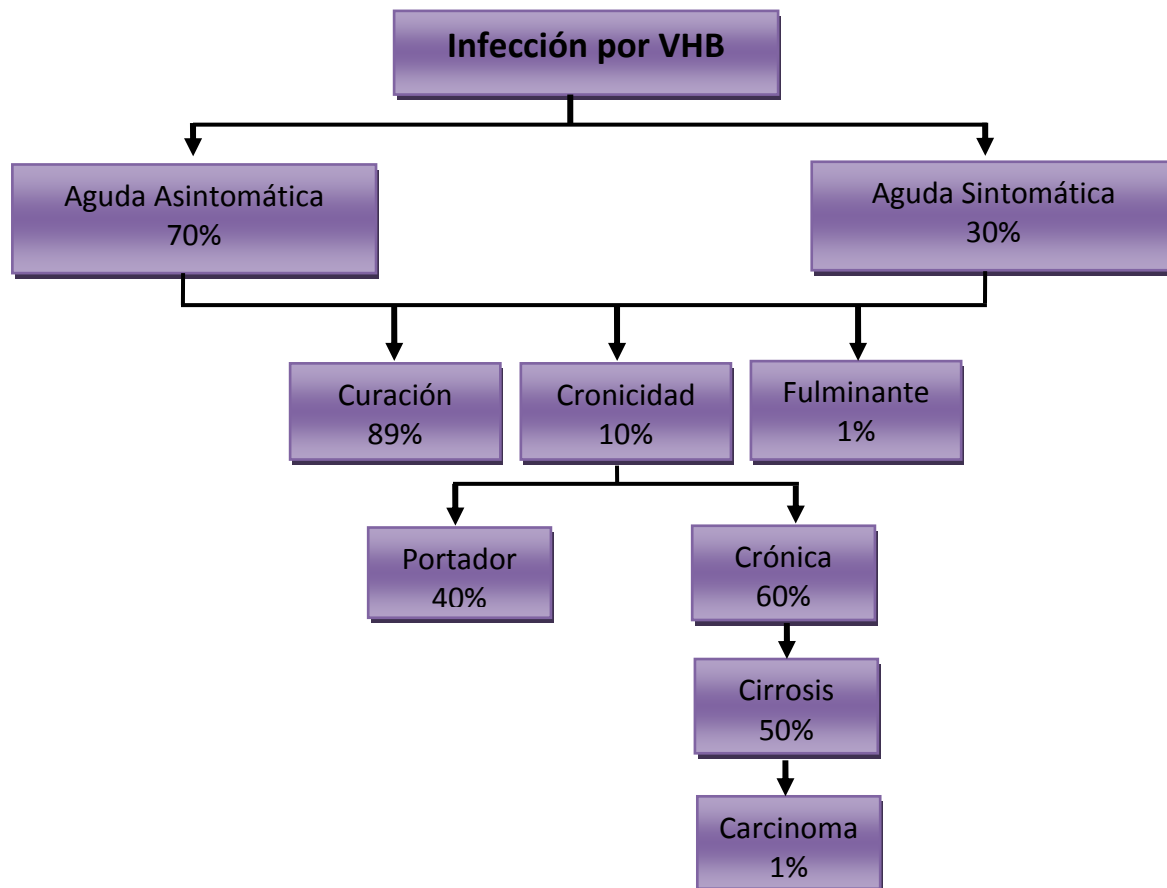 Infección por VHB
Aguda Asintomática
70%
Aguda Sintomática
30%
Curación
89%
Cronicidad
10%
Fulminante
1%
Portador
40%
Crónica
60%
Cirrosis
50%
Carcinoma
1%